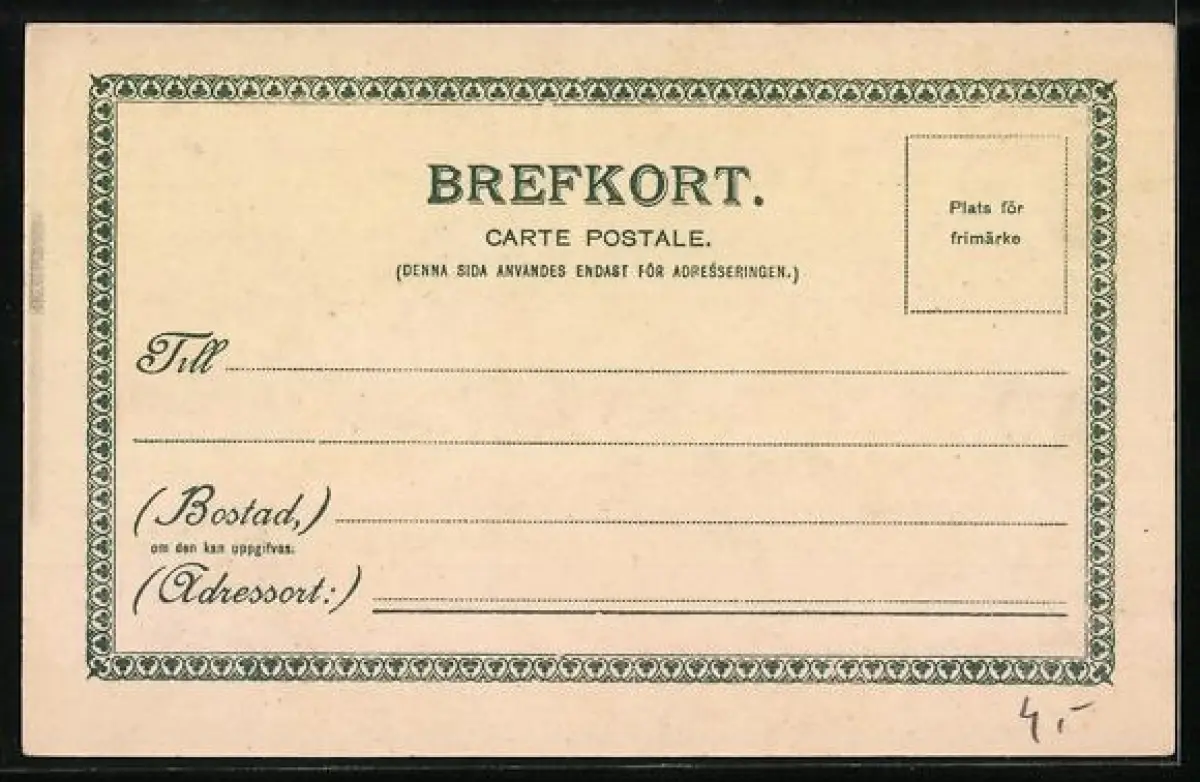 BREFKORT.
CARTE POSTALE.
(DENNA SIDA ANVÄNDES ENDAST FÖR ADRESSERINGEN.)
Plats för
frimärke
Till
(Bostad,)
om den kan uppgifvas.
(Adressort:)
4,-